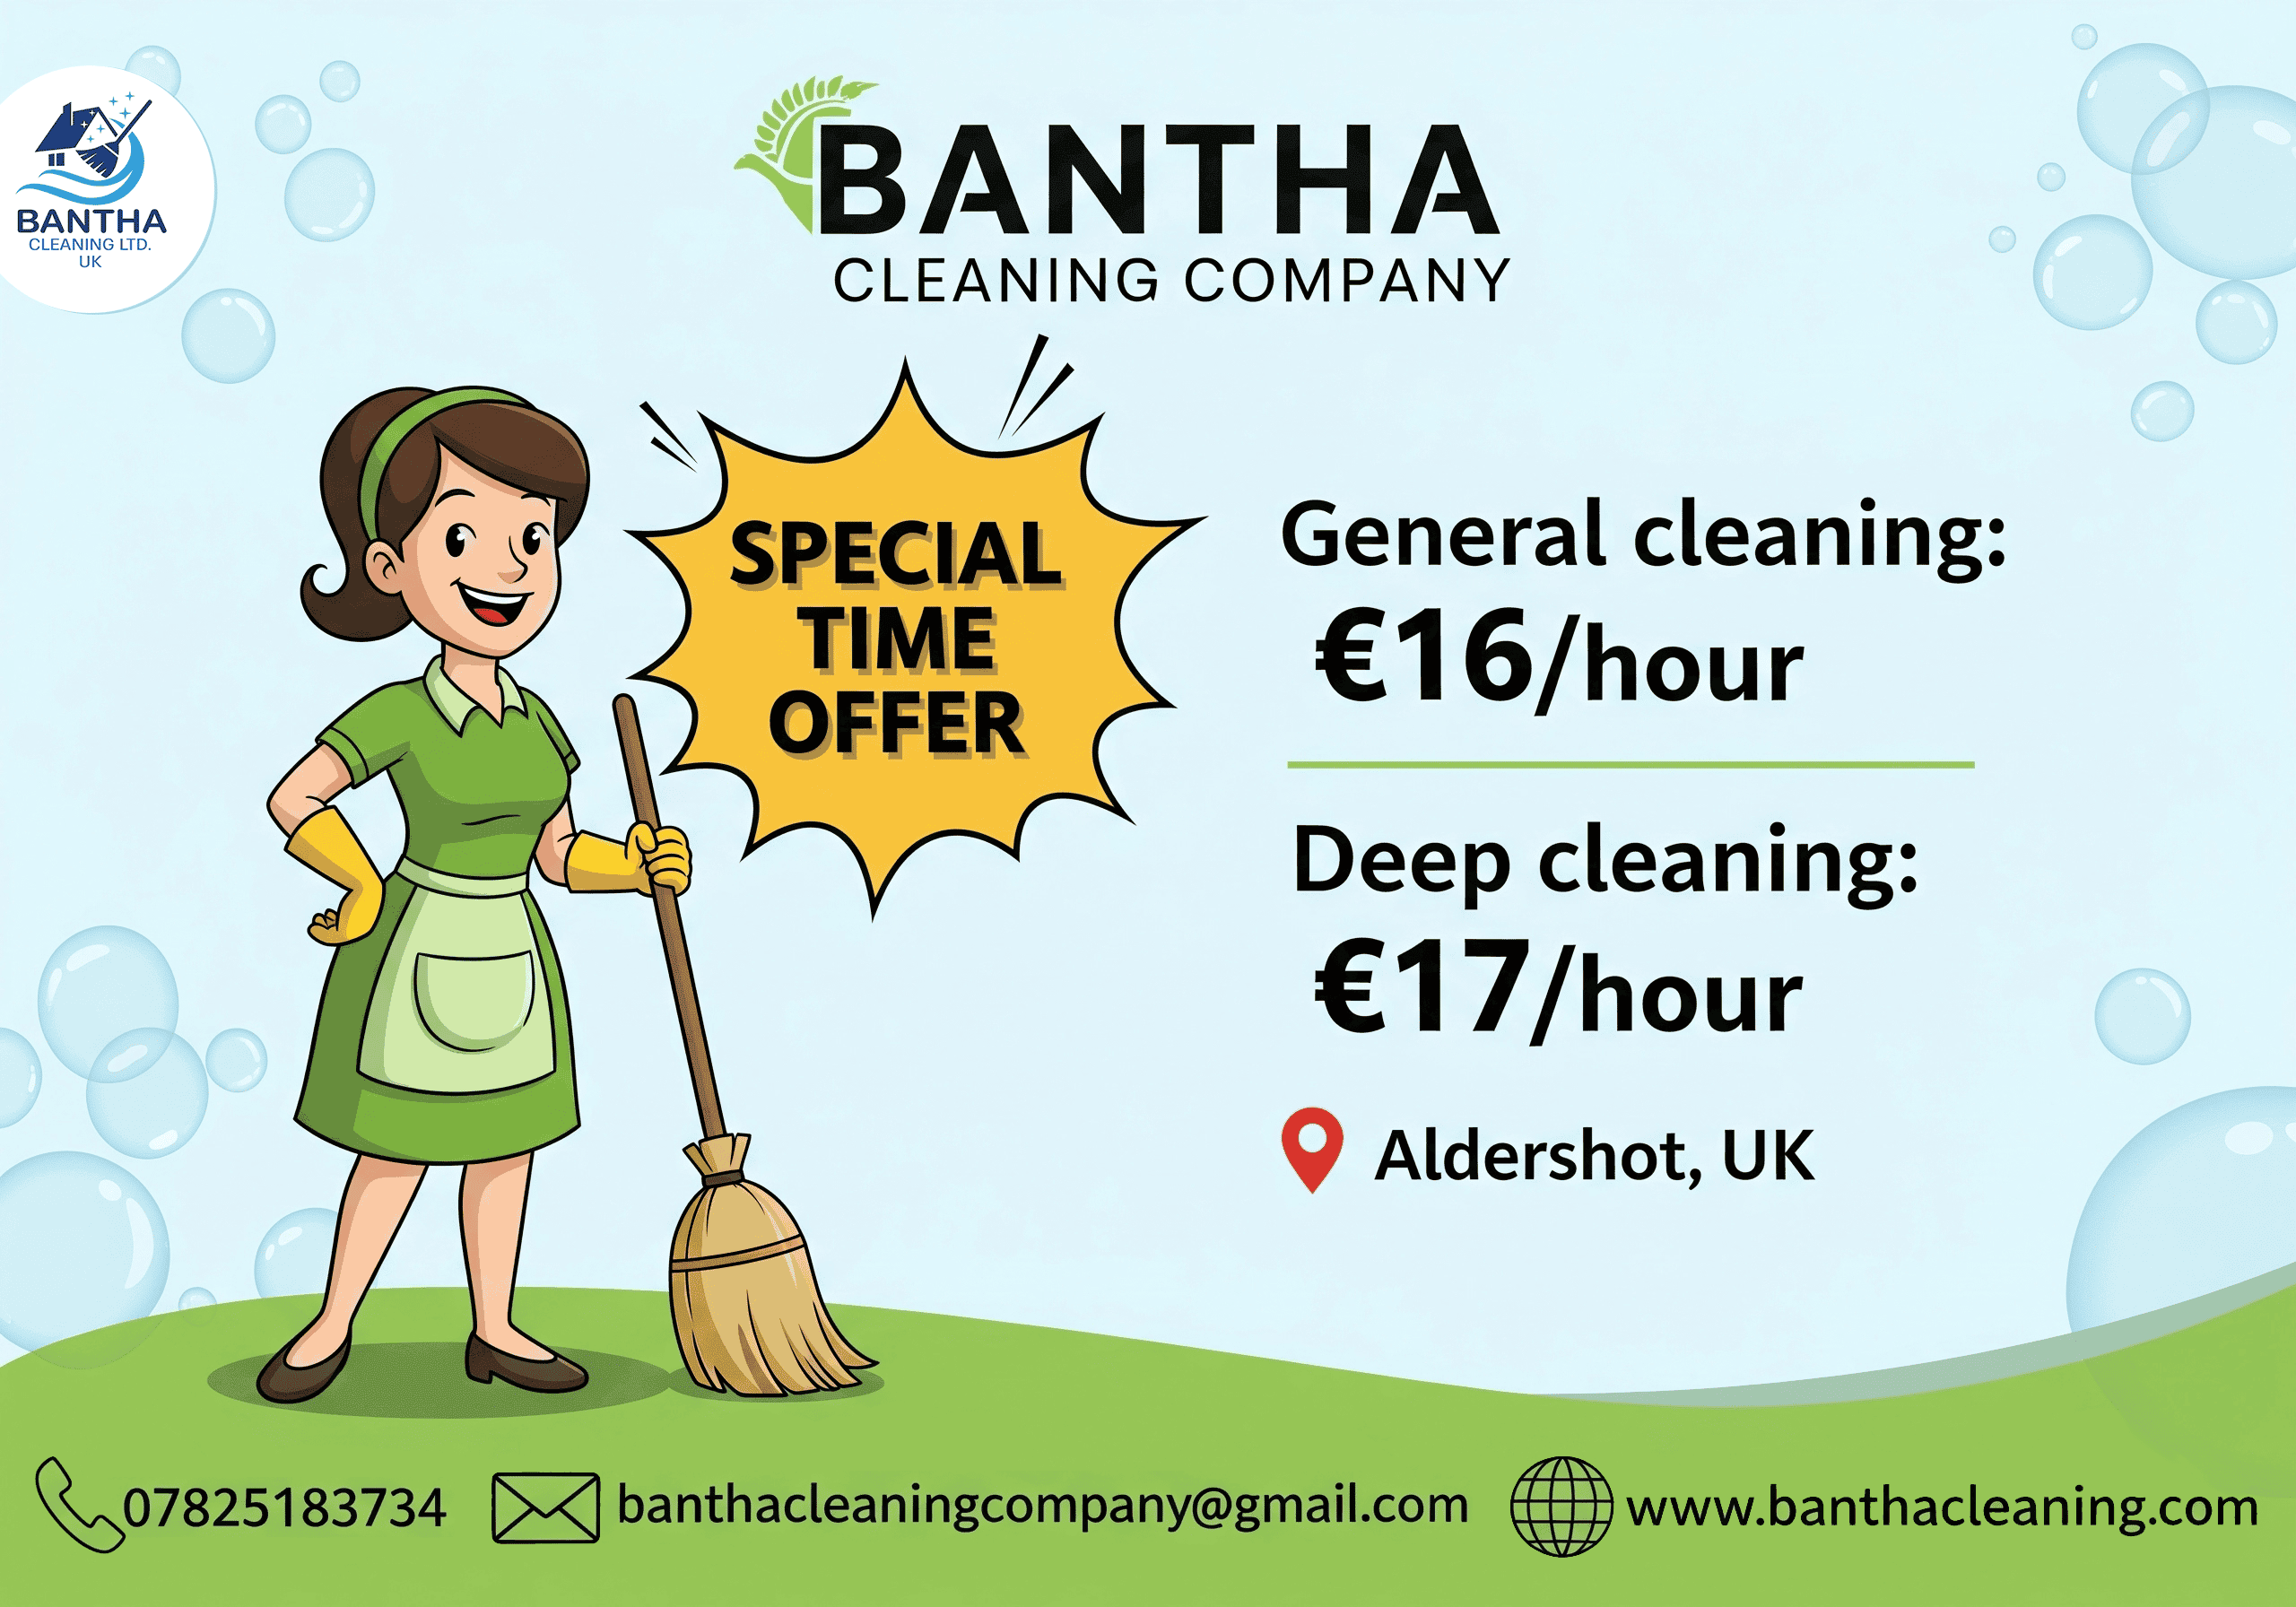 BANTHA
CLEANING LTD.
UK
BANTHA
CLEANING COMPANY
SPECIAL
TIME
OFFER
General cleaning:
€16/hour
Deep cleaning:
€17/hour
Aldershot, UK
07825183734
banthacleaningcompany@gmail.com
www.banthacleaning.com